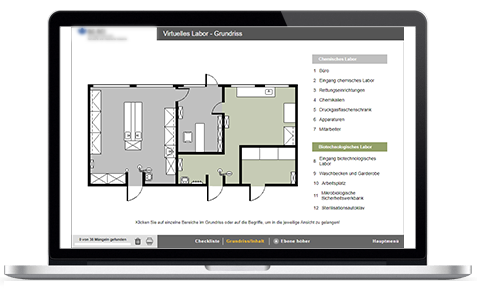 Virtuelles Labor - Grundriss
Chemisches Labor
1 Büro
2 Eingang chemisches Labor
3 Rettungseinrichtungen
4 Chemikalien
5 Druckgasflaschenschrank
6 Apparaturen
7 Mitarbeiter
Biotechnologisches Labor
8 Eingang biotechnologisches
Labor
9 Waschbecken und Garderobe
10 Arbeitsplatz
11 Mikrobiologische
Sicherheitswerkbank
12 Sterilisationsautoklav
Klicken Sie auf einzelne Bereiche im Grundriss oder auf die Begriffe, um in die jeweilige Ansicht zu gelangen!
0 von 38 Mängeln gefunden
Checkliste
Grundriss/Inhalt
Ebene höher
Hauptmenü